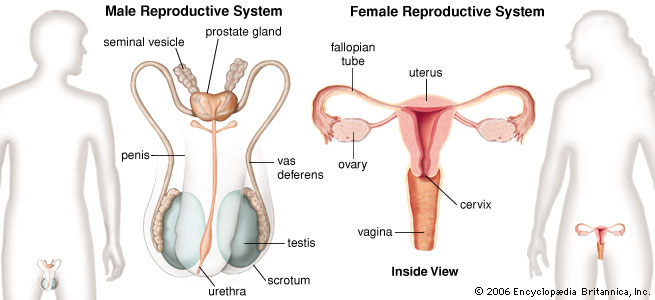 Male Reproductive System
seminal vesicle
prostate gland
penis
vas
deferens
testis
scrotum
urethra
Female Reproductive System
fallopian
tube
uterus
ovary
cervix
vagina
Inside View
© 2006 Encyclopædia Britannica, Inc.